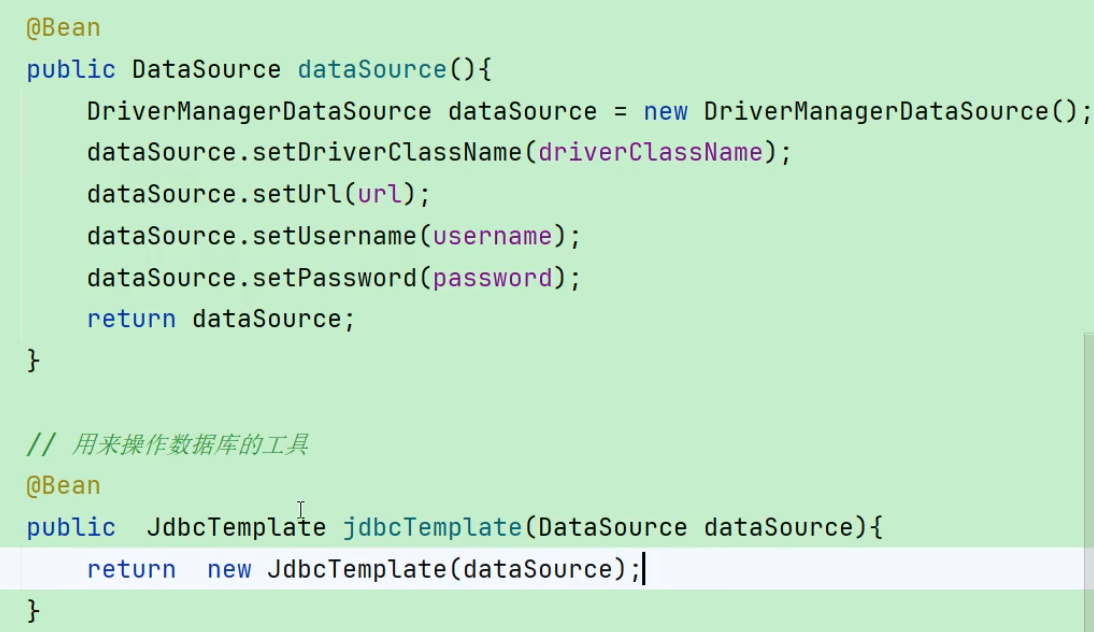 @Bean
public DataSource dataSource(){
DriverManagerDataSource dataSource = new DriverManagerDataSource();
dataSource.setDriverClassName(driverClassName);
dataSource.setUrl(url);
dataSource.setUsername(username);
dataSource.setPassword(password);
return dataSource;
}
// 用来操作数据库的工具
@Bean
public  JdbcTemplate jdbcTemplate(DataSource dataSource){
return  new JdbcTemplate(dataSource);
}